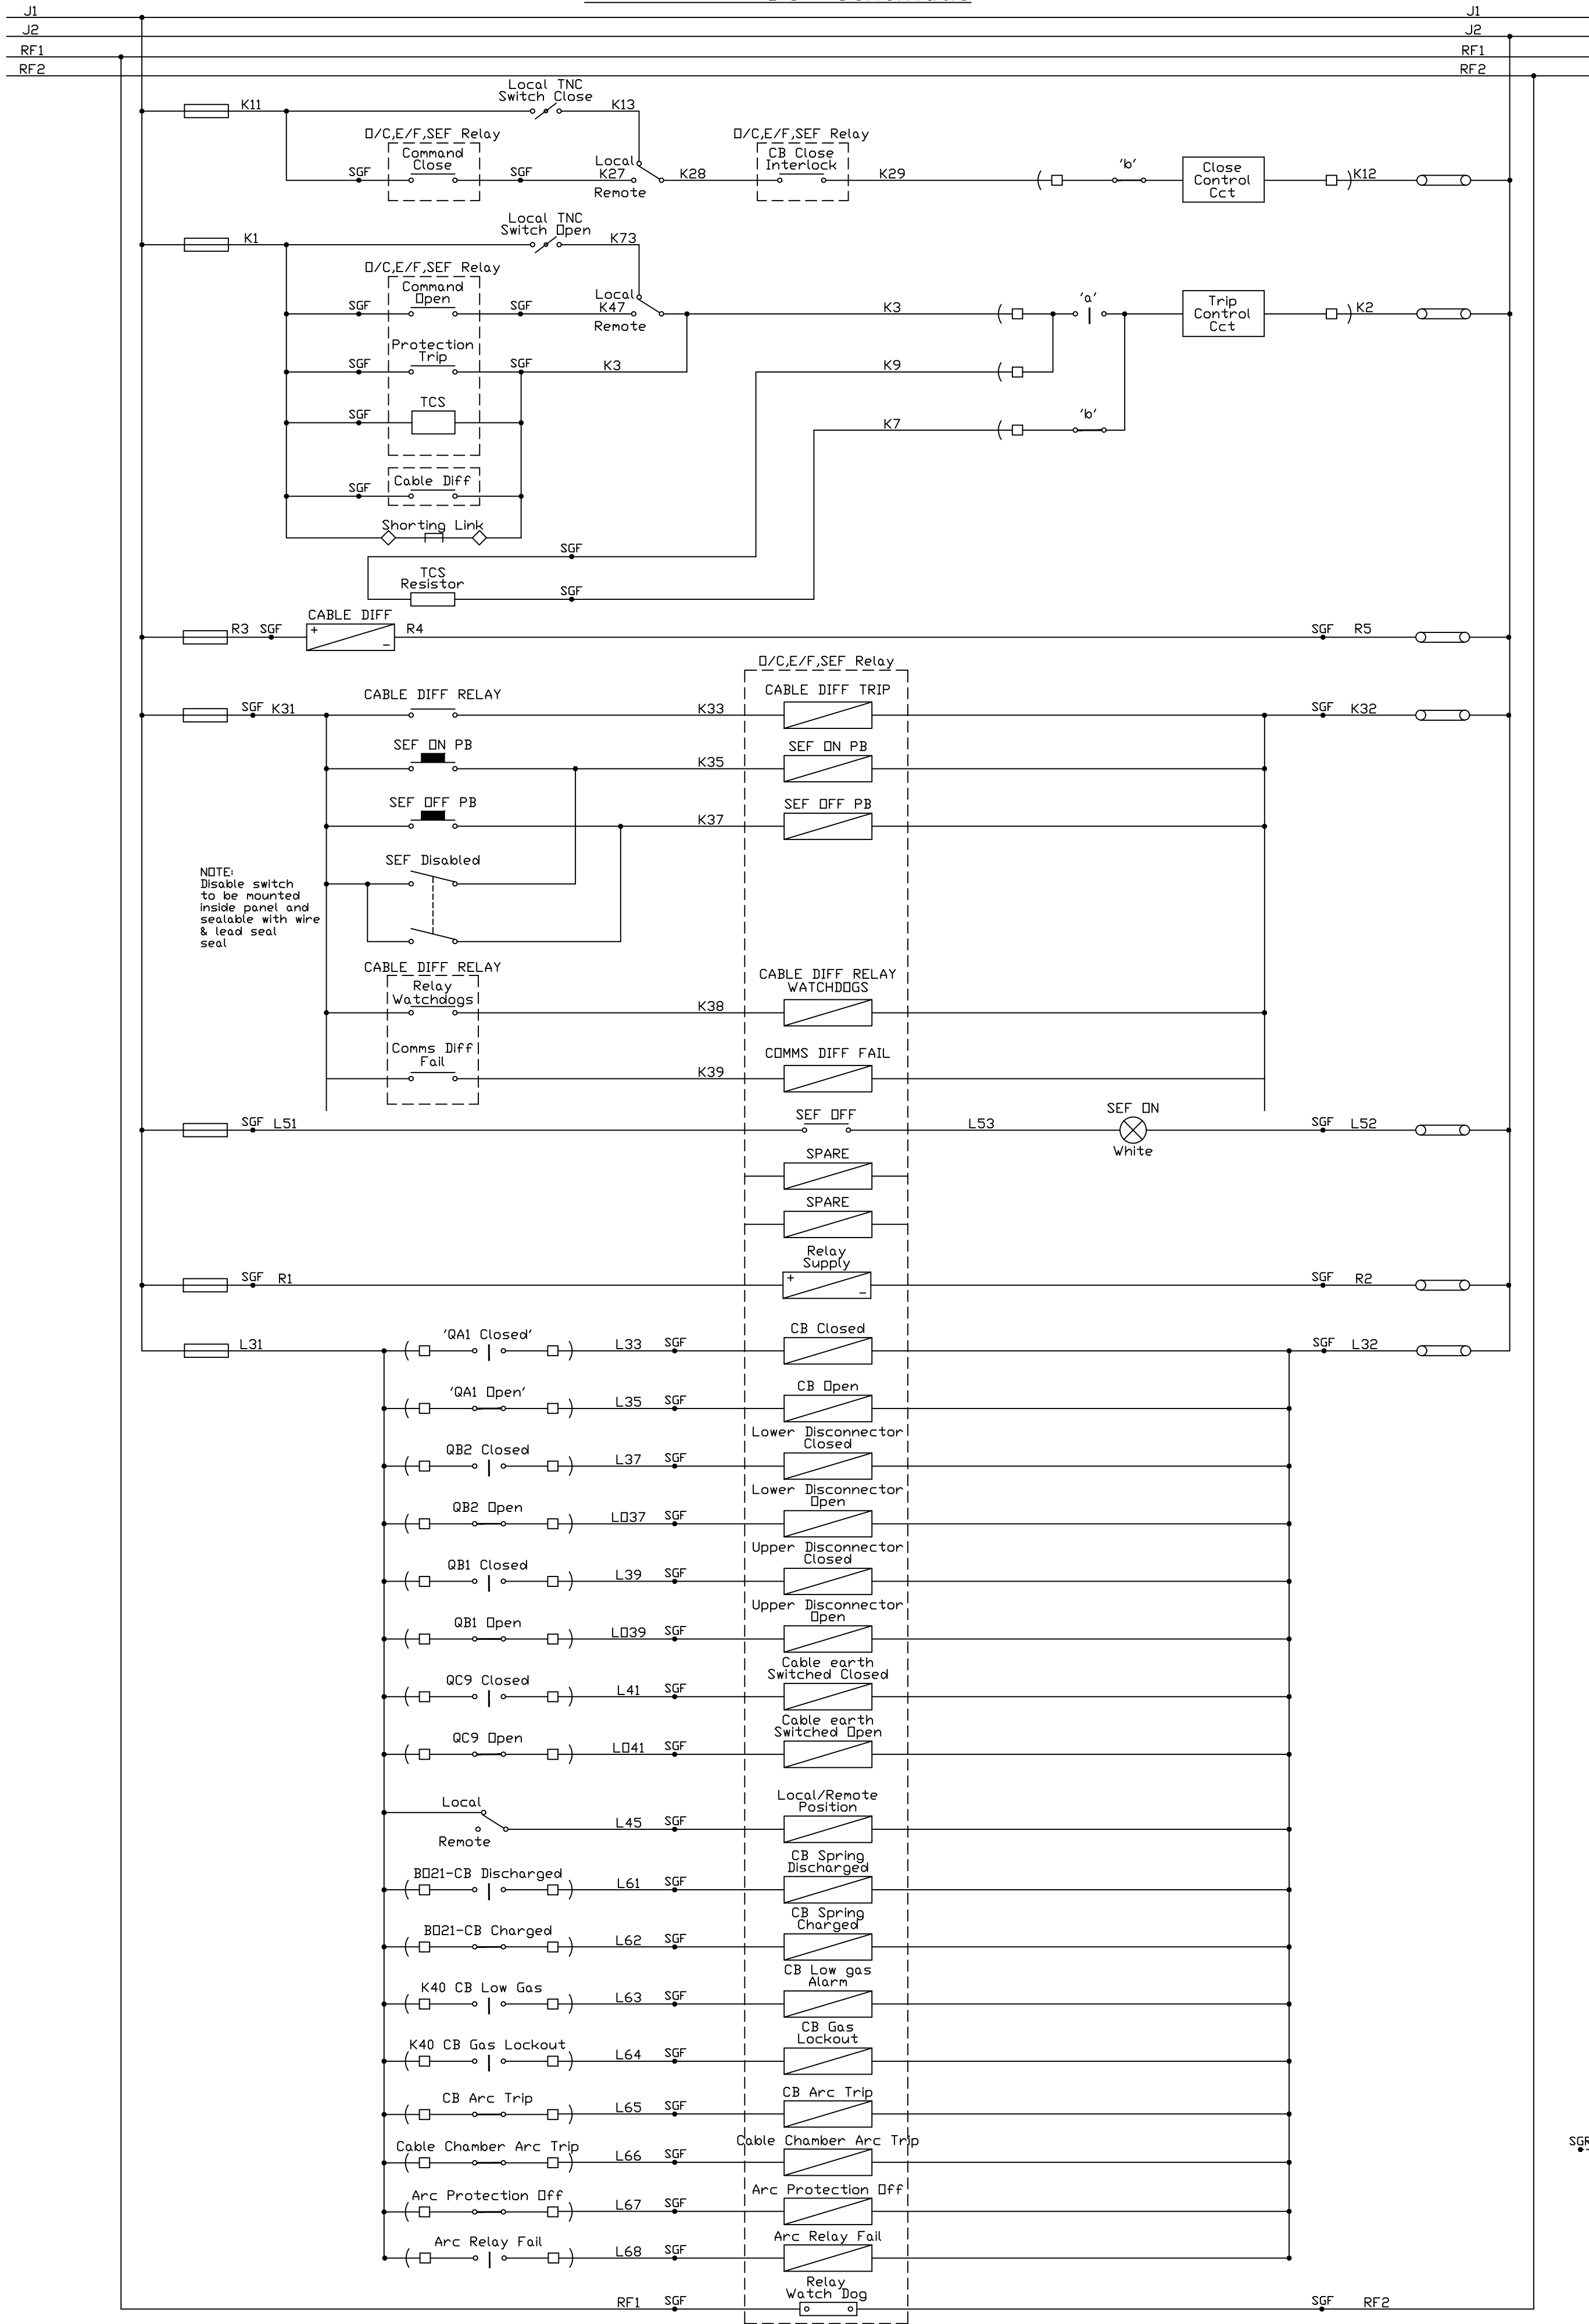 J1 J1
J2 J2
RF1 RF1
RF2 RF2
Local TNC
Switch Close
K11 K13
O/C,E/F,SEF Relay O/C,E/F,SEF Relay
Command
Close
CB Close
Interlock
Local
SGF SGF K27 K28 K29 'b' K12
Remote
Close
Control
Cct
Local TNC
Switch Open
K1 K73
O/C,E/F,SEF Relay
Command
Open
Local
SGF SGF K47 K3 'a' K2
Remote
Trip
Control
Cct
Protection
Trip
SGF SGF K3 K9
TCS
SGF K7 'b'
Cable Diff
SGF
Shorting Link
SGF
TCS
Resistor
SGF
CABLE DIFF
R3 SGF + - R4 SGF R5
O/C,E/F,SEF Relay
CABLE DIFF RELAY CABLE DIFF TRIP
SGF K31 K33 SGF K32
SEF ON PB SEF ON PB
K35
SEF OFF PB SEF OFF PB
K37
SEF Disabled
NOTE:
Disable switch
to be mounted
inside panel and
sealable with wire
& lead seal
seal
CABLE DIFF RELAY
Relay
Watchdogs
CABLE DIFF RELAY
WATCHDOGS
K38
Comms Diff
Fail
COMMS DIFF FAIL
K39
SEF OFF SEF ON
SGF L51 L53 SGF L52
White
SPARE
SPARE
Relay
Supply
SGF R1 + - SGF R2
L31 'QA1 Closed' L33 SGF CB Closed SGF L32
'QA1 Open' L35 SGF CB Open
QB2 Closed L37 SGF Lower Disconnector
Closed
QB2 Open LO37 SGF Lower Disconnector
Open
QB1 Closed L39 SGF Upper Disconnector
Closed
QB1 Open LO39 SGF Upper Disconnector
Open
QC9 Closed L41 SGF Cable earth
Switched Closed
QC9 Open LO41 SGF Cable earth
Switched Open
Local
Remote
L45 SGF Local/Remote
Position
BO21-CB Discharged L61 SGF CB Spring
Discharged
BO21-CB Charged L62 SGF CB Spring
Charged
K40 CB Low Gas L63 SGF CB Low gas
Alarm
K40 CB Gas Lockout L64 SGF CB Gas
Lockout
CB Arc Trip L65 SGF CB Arc Trip
Cable Chamber Arc Trip L66 SGF Cable Chamber Arc Trip
SGR
Arc Protection Off L67 SGF Arc Protection Off
Arc Relay Fail L68 SGF Arc Relay Fail
Relay
Watch Dog
RF1 SGF SGF RF2